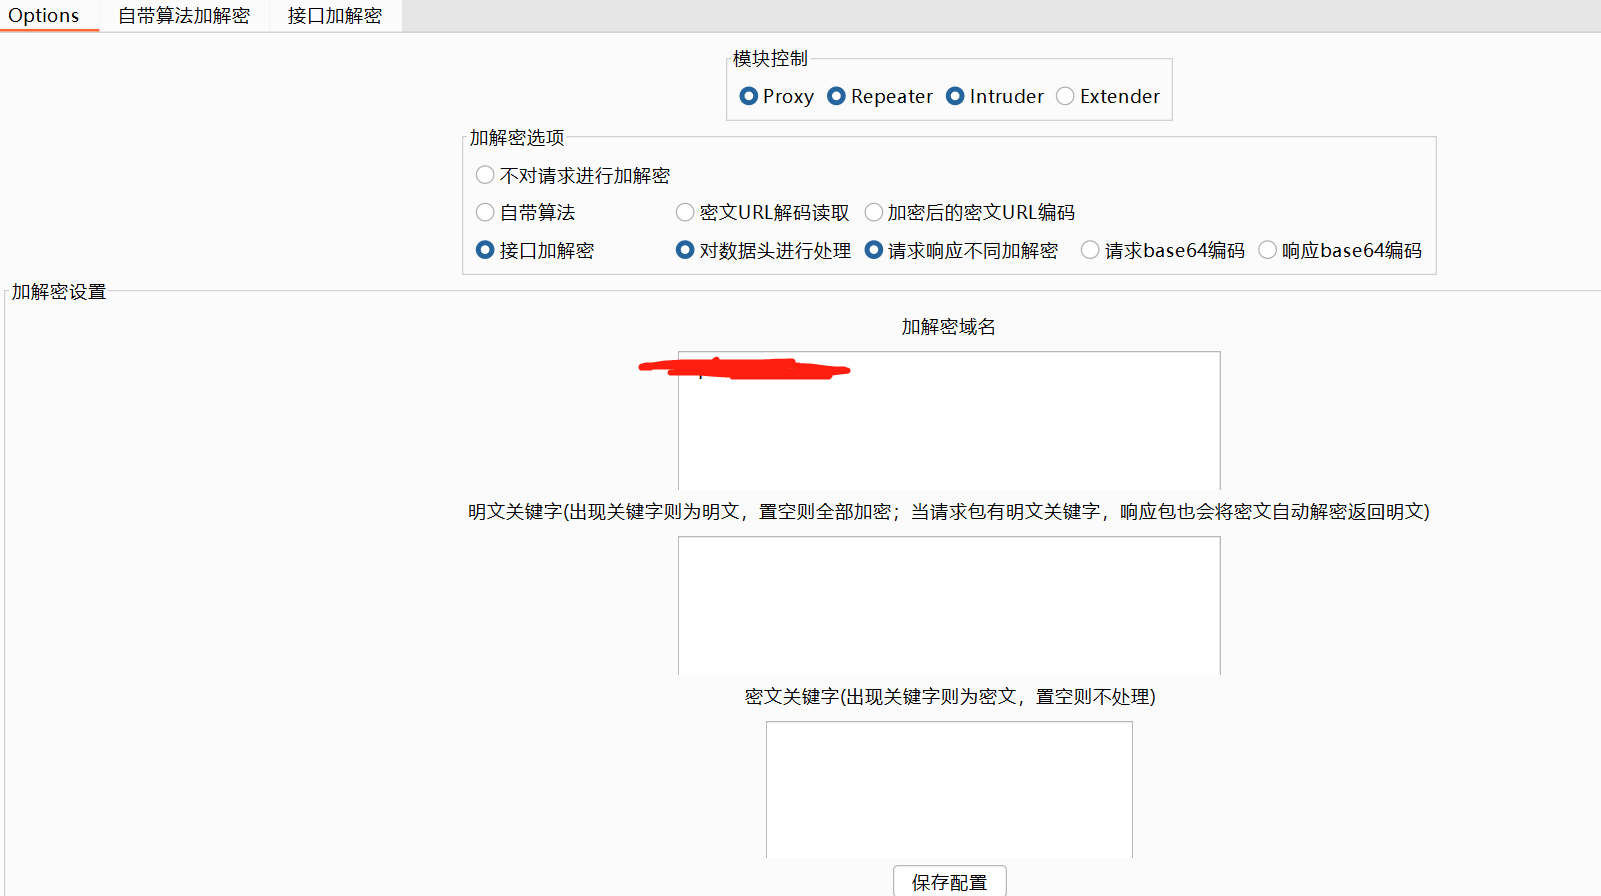 Options 自带算法加解密 接口加解密
模块控制
Proxy Repeater Intruder Extender
加解密选项
不对请求进行加解密
自带算法 密文URL解码读取 加密后的密文URL编码
接口加解密 对数据头进行处理 请求响应不同加解密 请求base64编码 响应base64编码
加解密设置
加解密域名
明文关键字(出现关键字则为明文，置空则全部加密；当请求包有明文关键字，响应包也会将密文自动解密返回明文)
密文关键字(出现关键字则为密文，置空则不处理)
保存配置